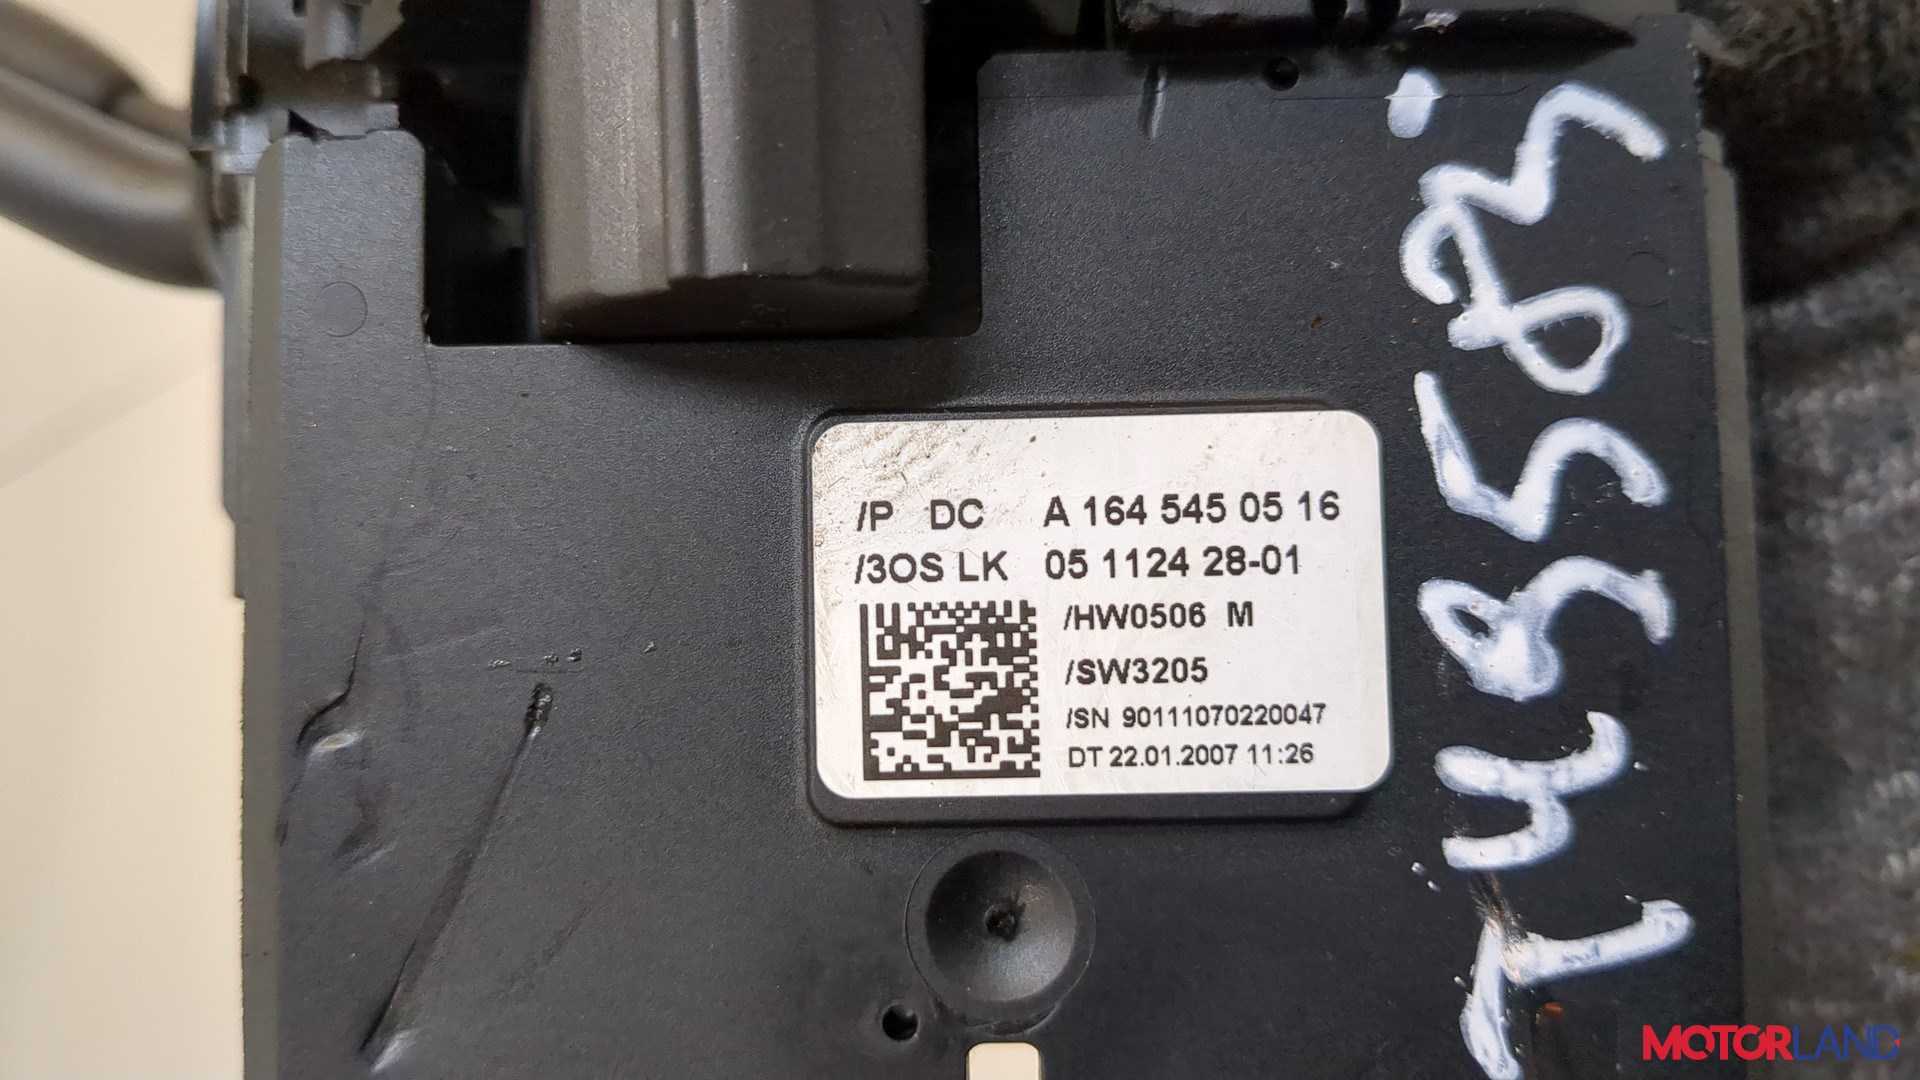 /P DC A 164 545 05 16
/3OS LK 05 1124 28-01
/HW0506 M
/SW3205
/SN 90111070220047
DT 22.01.2007 11:26
MOTORLAND